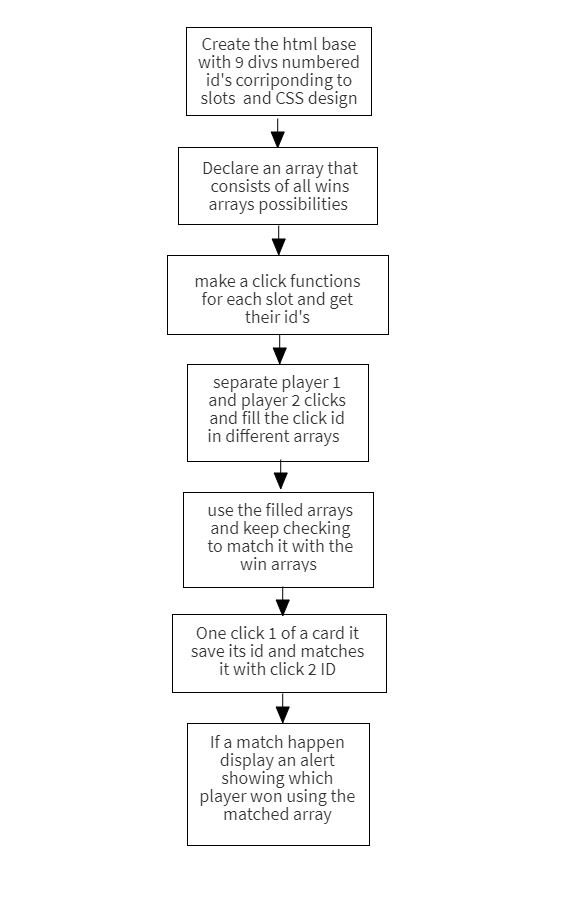 Create the html base
with 9 divs numbered
id's corriponding to
slots and CSS design
Declare an array that
consists of all wins
arrays possibilities
make a click functions
for each slot and get
their id's
separate player 1
and player 2 clicks
and fill the click id
in different arrays
use the filled arrays
and keep checking
to match it with the
win arrays
One click 1 of a card it
save its id and matches
it with click 2 ID
If a match happen
display an alert
showing which
player won using the
matched array